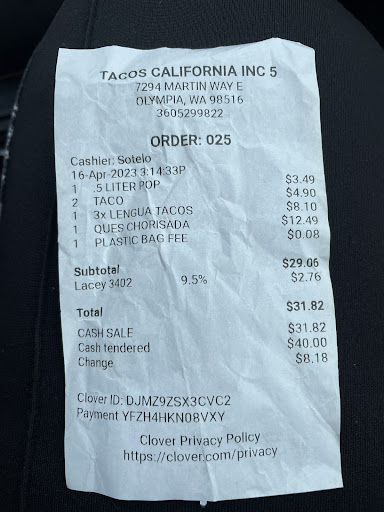 TACOS CALIFORNIA INC 5
7294 MARTIN WAY E
OLYMPIA, WA 98516
3605299822
ORDER: 025
Cashier: Sotelo
16-Apr-2023 3:14:33P
1 .5 LITER POP $3.49
2 TACO $4.90
1 3x LENGUA TACOS $8.10
1 QUES CHORISADA $12.49
1 PLASTIC BAG FEE $0.08
Subtotal $29.06
Lacey 3402 9.5% $2.76
Total $31.82
CASH SALE $31.82
Cash tendered $40.00
Change $8.18
Clover ID: DJMZ9ZSX3CVC2
Payment YFZH4HKN08VXY
Clover Privacy Policy
https://clover.com/privacy